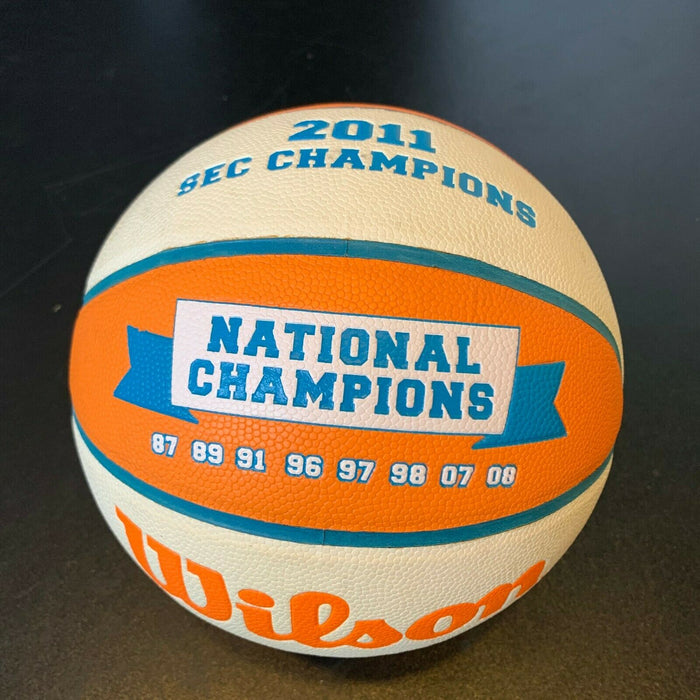 2011
SEC CHAMPIONS
NATIONAL
CHAMPIONS
87 89 91 96 97 98 07 08
Wilson